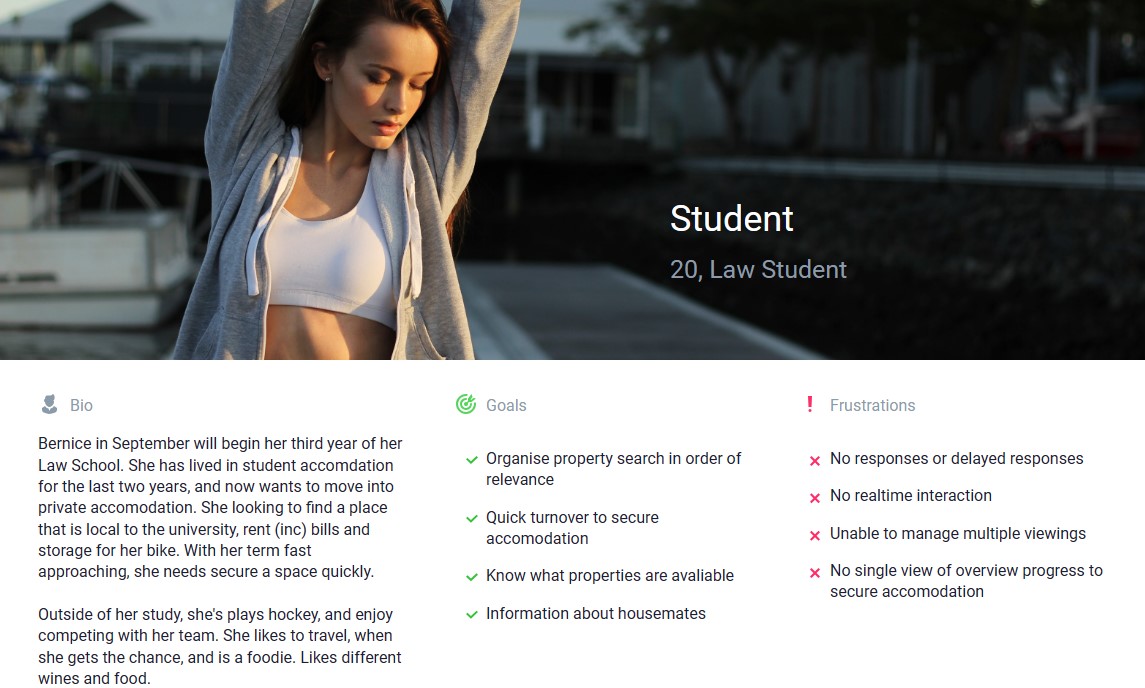 Student
20, Law Student
Bio
Bernice in September will begin her third year of her
Law School. She has lived in student accomdation
for the last two years, and now wants to move into
private accomodation. She looking to find a place
that is local to the university, rent (inc) bills and
storage for her bike. With her term fast
approaching, she needs secure a space quickly.
Outside of her study, she's plays hockey, and enjoy
competing with her team. She likes to travel, when
she gets the chance, and is a foodie. Likes different
wines and food.
Goals
Organise property search in order of
relevance
Quick turnover to secure
accomodation
Know what properties are avaliable
Information about housemates
Frustrations
No responses or delayed responses
No realtime interaction
Unable to manage multiple viewings
No single view of overview progress to
secure accomodation